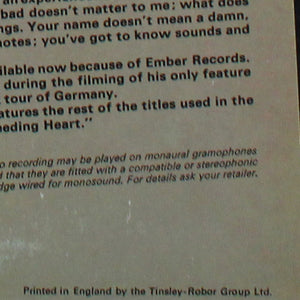 bad doesn't matter to me: what does
ngs. Your name doesn't mean a damn,
notes; you've got to know sounds and
ilable now because of Ember Records.
during the filming of his only feature
tour of Germany.
atures the rest of the titles used in the
eeding Heart."
o recording may be played on monaural gramophones
d that they are fitted with a compatible or stereophonic
dge wired for monosound. For details ask your retailer.
Printed in England by the Tinsley-Robor Group Ltd.